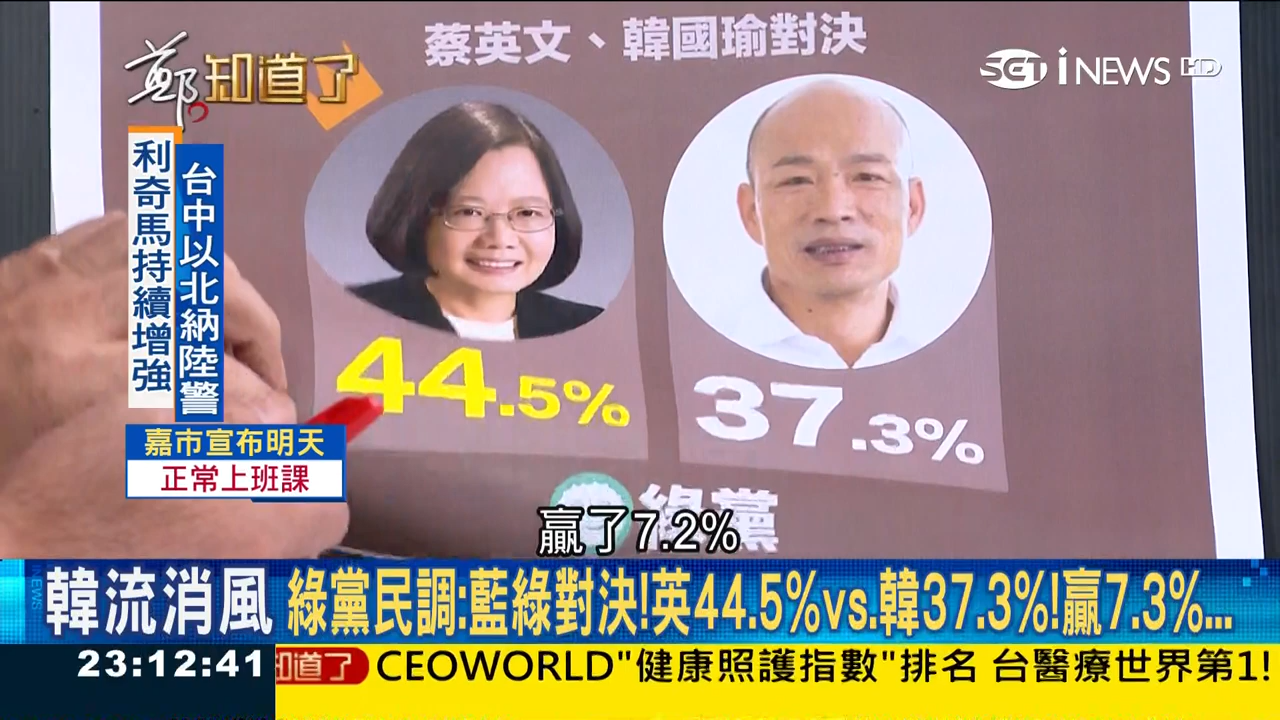 蔡英文、韓國瑜對決
鄭知道了
SGT iNEWS HD
利奇馬持續增強
台中以北納陸警
44.5%
37.3%
嘉市宣布明天
正常上班課
綠黨
贏了7.2%
iNEWS
韓流消風
綠黨民調:藍綠對決!英44.5%vs.韓37.3%!贏7.3%...
23:12:41
知道了
CEOWORLD"健康照護指數"排名 台醫療世界第1!